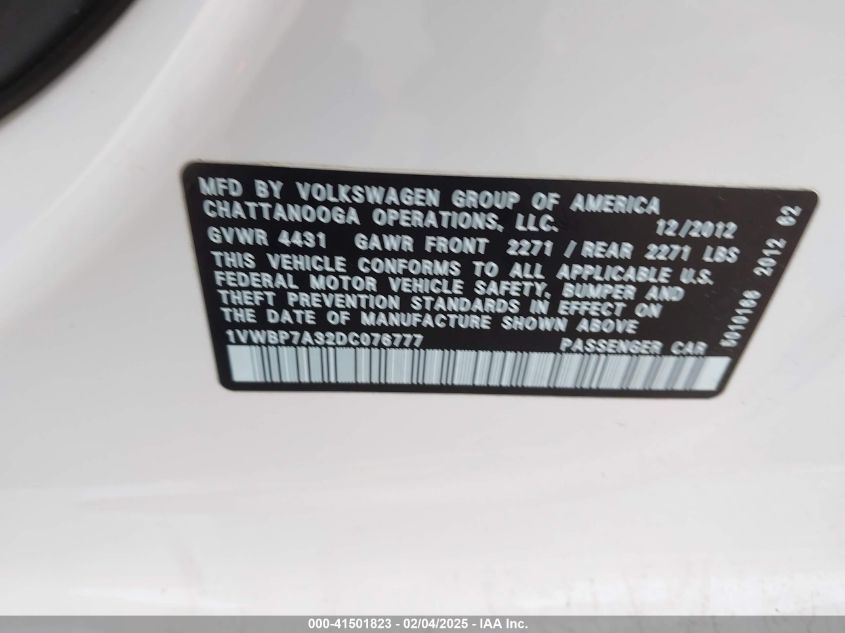 MFD BY VOLKSWAGEN GROUP OF AMERICA
CHATTANOOGA OPERATIONS, LLC. 12/2012
GVWR 4431 GAWR FRONT 2271 / REAR 2271 LBS
THIS VEHICLE CONFORMS TO ALL APPLICABLE U.S.
FEDERAL MOTOR VEHICLE SAFETY, BUMPER AND
THEFT PREVENTION STANDARDS IN EFFECT ON
THE DATE OF MANUFACTURE SHOWN ABOVE
1VWBP7A32DC076777 PASSENGER CAR
5010186 2012 02
000-41501823 - 02/04/2025 - IAA Inc.